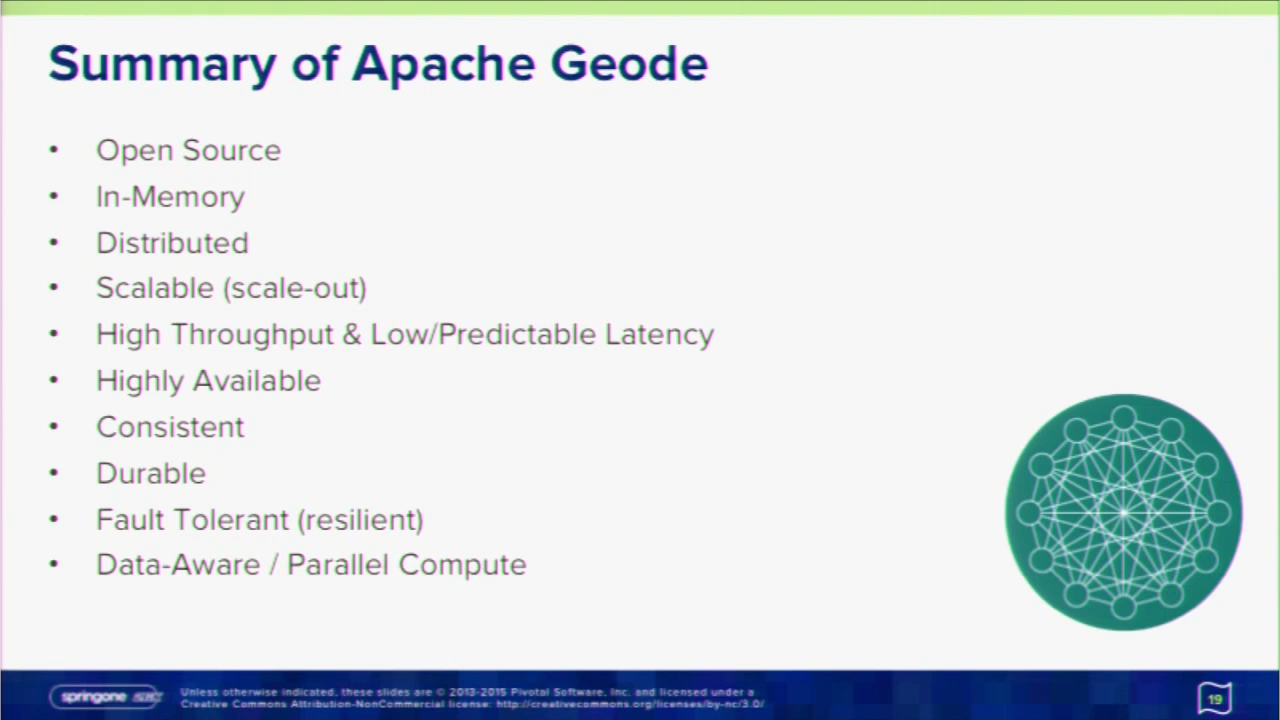 Summary of Apache Geode
• Open Source
• In-Memory
• Distributed
• Scalable (scale-out)
• High Throughput & Low/Predictable Latency
• Highly Available
• Consistent
• Durable
• Fault Tolerant (resilient)
• Data-Aware / Parallel Compute
springone
Unless otherwise indicated, these slides are © 2013-2015 Pivotal Software, Inc. and licensed under a
Creative Commons Attribution-NonCommercial license: http://creativecommons.org/licenses/by-nc/3.0/
19